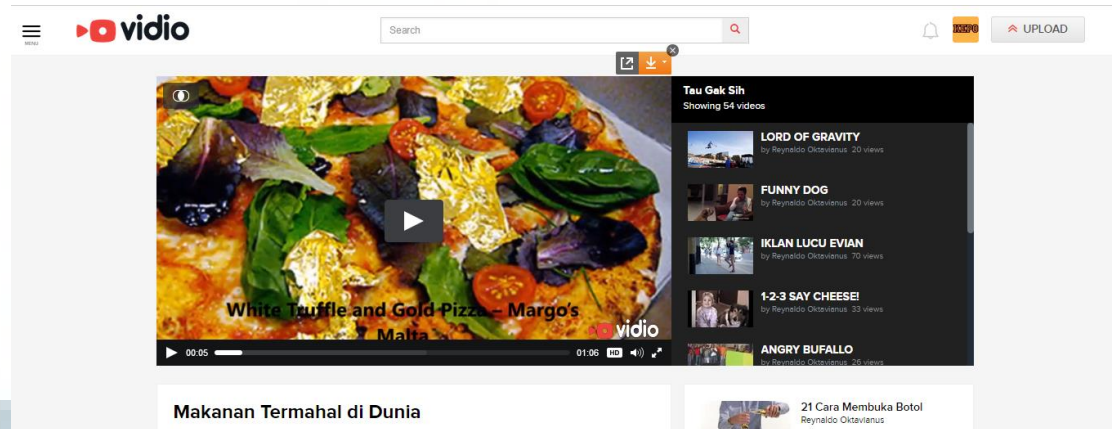 MENU
vidio
Search
KEPO
UPLOAD
White Truffle and Gold Pizza – Margo's
Malta
vidio
00:05
01:06
HD
Tau Gak Sih
Showing 54 videos
LORD OF GRAVITY
by Reynaldo Oktavianus 20 views
FUNNY DOG
by Reynaldo Oktavianus 20 views
IKLAN LUCU EVIAN
by Reynaldo Oktavianus 70 views
1-2-3 SAY CHEESE!
by Reynaldo Oktavianus 33 views
ANGRY BUFALLO
by Reynaldo Oktavianus 26 views
Makanan Termahal di Dunia
21 Cara Membuka Botol
Reynaldo Oktavianus